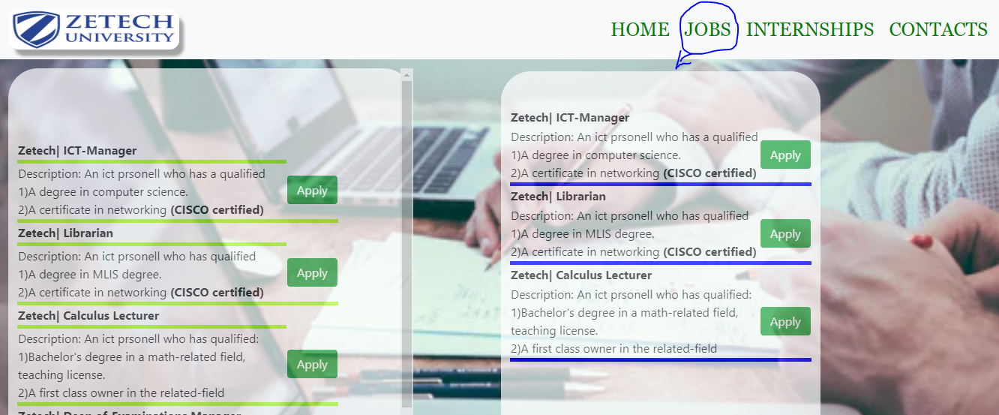 ZETECH
UNIVERSITY
HOME JOBS INTERNSHIPS CONTACTS
Zetech| ICT-Manager
Description: An ict prsonell who has a qualified
1)A degree in computer science.
2)A certificate in networking (CISCO certified)
Apply
Zetech| Librarian
Description: An ict prsonell who has qualified
1)A degree in MLIS degree.
2)A certificate in networking (CISCO certified)
Apply
Zetech| Calculus Lecturer
Description: An ict prsonell who has qualified:
1)Bachelor's degree in a math-related field,
teaching license.
2)A first class owner in the related-field
Apply
Zetech| Dean of Examinations Manager
Zetech| ICT-Manager
Description: An ict prsonell who has a qualified
1)A degree in computer science.
2)A certificate in networking (CISCO certified)
Apply
Zetech| Librarian
Description: An ict prsonell who has qualified
1)A degree in MLIS degree.
2)A certificate in networking (CISCO certified)
Apply
Zetech| Calculus Lecturer
Description: An ict prsonell who has qualified:
1)Bachelor's degree in a math-related field,
teaching license.
2)A first class owner in the related-field
Apply